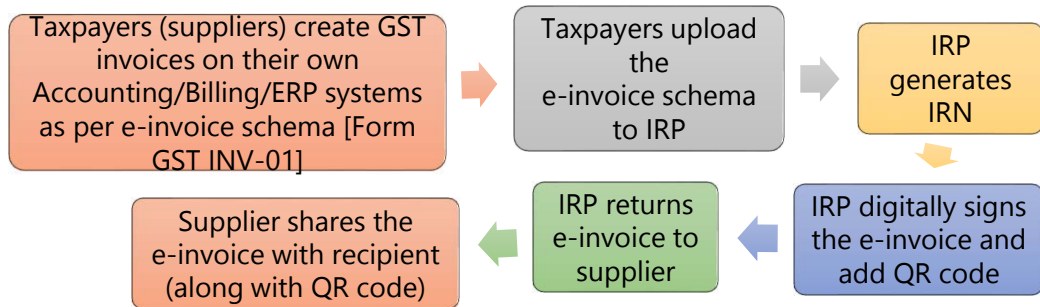 Taxpayers (suppliers) create GST
invoices on their own
Accounting/Billing/ERP systems
as per e-invoice schema [Form
GST INV-01]
Taxpayers upload
the
e-invoice schema
to IRP
IRP
generates
IRN
IRP digitally signs
the e-invoice and
add QR code
IRP returns
e-invoice to
supplier
Supplier shares the
e-invoice with recipient
(along with QR code)